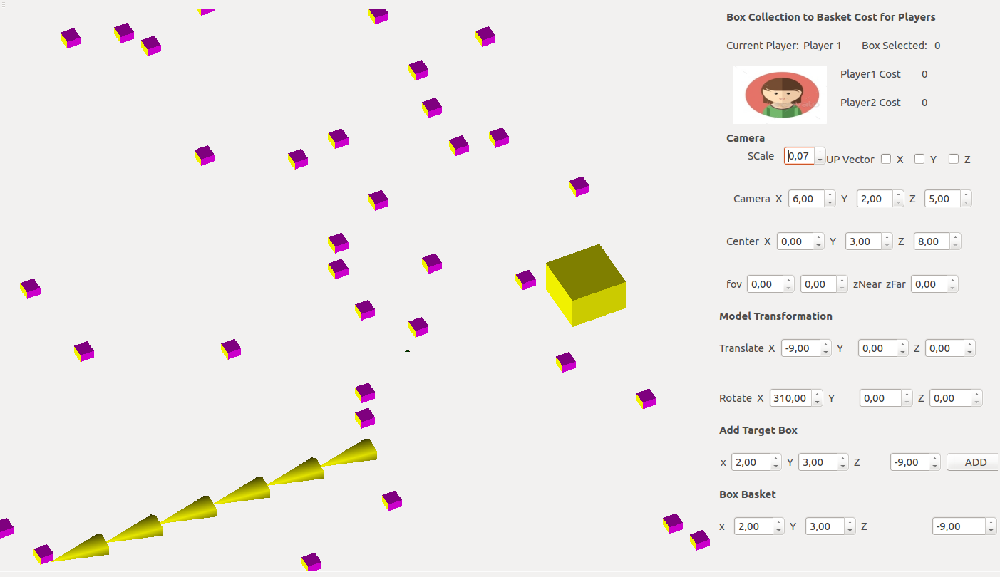 Box Collection to Basket Cost for Players
Current Player: Player 1 Box Selected: 0
Player1 Cost 0
Player2 Cost 0
Camera
SCale 0,07 UP Vector X Y Z
Camera X 6,00 Y 2,00 Z 5,00
Center X 0,00 Y 3,00 Z 8,00
fov 0,00 0,00 zNear zFar 0,00
Model Transformation
Translate X -9,00 Y 0,00 Z 0,00
Rotate X 310,00 Y 0,00 Z 0,00
Add Target Box
x 2,00 Y 3,00 Z -9,00 ADD
Box Basket
x 2,00 Y 3,00 Z -9,00